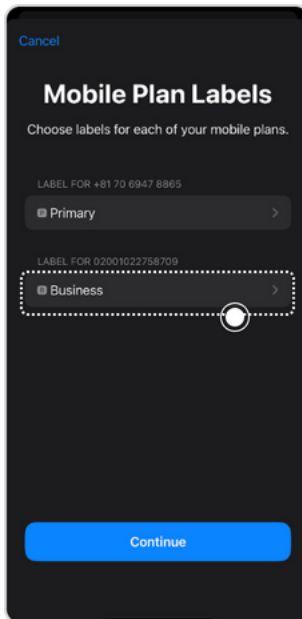 Cancel
Mobile Plan Labels
Choose labels for each of your mobile plans.
LABEL FOR +81 70 6947 8865
P Primary
LABEL FOR 02001022758709
Business
Continue